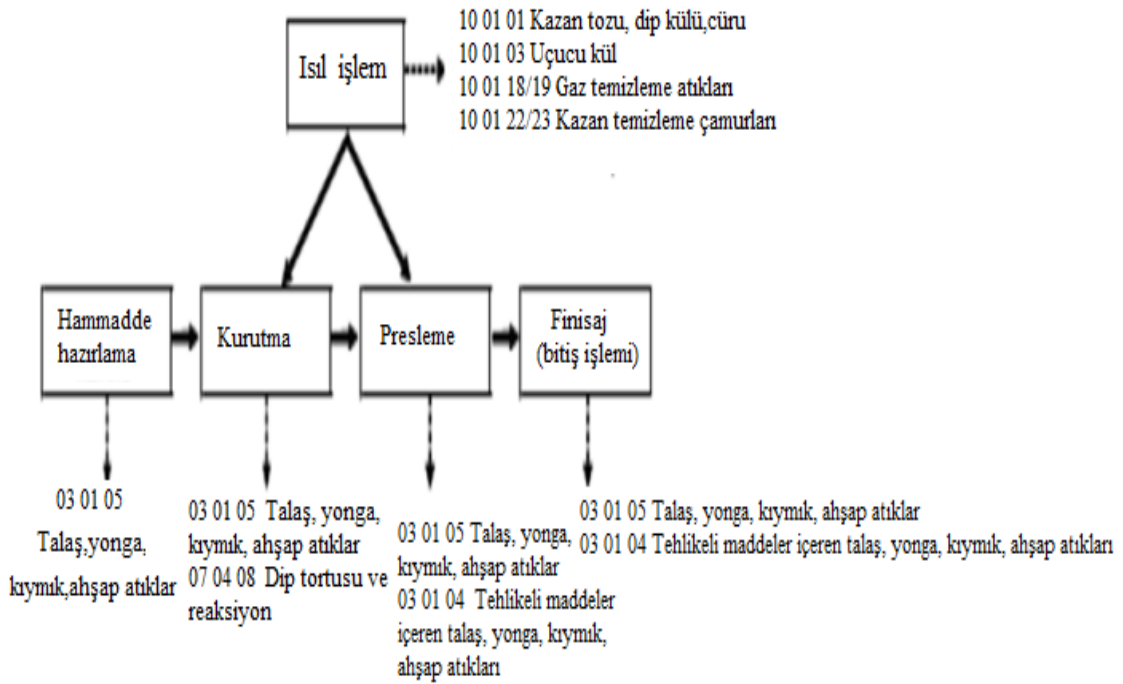 Isıl işlem
10 01 01 Kazan tozu, dip külü,cüru
10 01 03 Uçucu kül
10 01 18/19 Gaz temizleme atıkları
10 01 22/23 Kazan temizleme çamurları
Hammadde
hazırlama
Kurutma
Presleme
Finisaj
(bitiş işlemi)
03 01 05
Talaş,yonga,
kıymık,ahşap atıklar
03 01 05 Talaş, yonga,
kıymık, ahşap atıklar
07 04 08 Dip tortusu ve
reaksiyon
03 01 05 Talaş, yonga,
kıymık, ahşap atıklar
03 01 04 Tehlikeli maddeler
içeren talaş, yonga, kıymık,
ahşap atıkları
03 01 05 Talaş, yonga, kıymık, ahşap atıklar
03 01 04 Tehlikeli maddeler içeren talaş, yonga, kıymık, ahşap atıkları